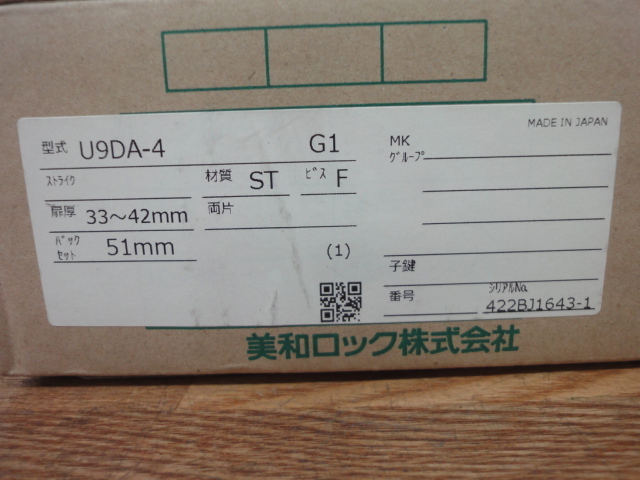 MADE IN JAPAN
型式 U9DA-4 G1
ストライク 材質 ST ビス F
扉厚 33～42mm 両片
バックセット 51mm (1)
MK
グループ
子鍵
番号 シリアルNo
422BJ1643-1
美和ロック株式会社